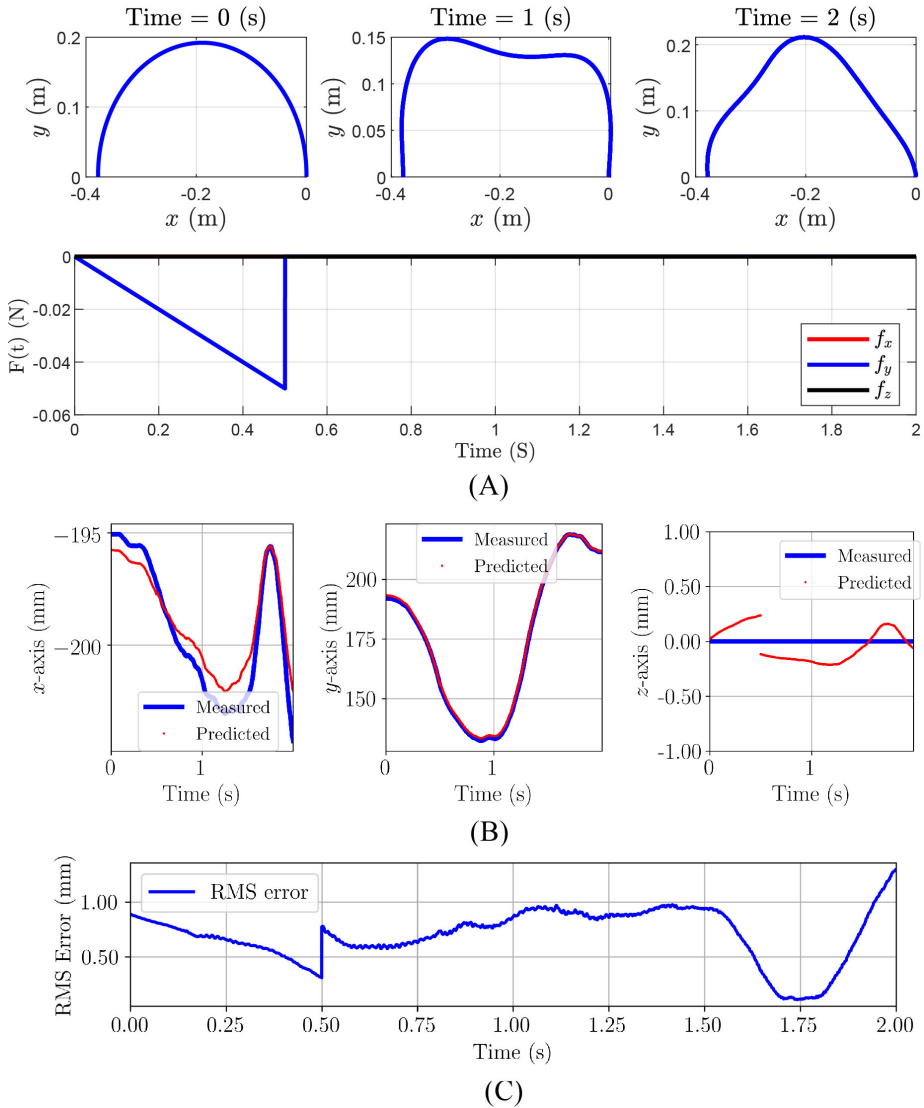 Time = 0 (s)
Time = 1 (s)
Time = 2 (s)
0.2
0.1
0
y (m)
-0.4
-0.2
0
x (m)
0.15
0.1
0.05
0
y (m)
-0.4
-0.2
0
x (m)
0.2
0.1
0
y (m)
-0.4
-0.2
0
x (m)
0
-0.02
-0.04
-0.06
F(t) (N)
f_x
f_y
f_z
0 0.2 0.4 0.6 0.8 1 1.2 1.4 1.6 1.8 2
Time (S)
(A)
−195
−200
x-axis (mm)
Measured
Predicted
0 1
Time (s)
200
175
150
y-axis (mm)
Measured
Predicted
0 1
Time (s)
1.00
0.50
0.00
-0.50
-1.00
z-axis (mm)
Measured
Predicted
0 1
Time (s)
(B)
1.00
0.50
RMS Error (mm)
RMS error
0.00 0.25 0.50 0.75 1.00 1.25 1.50 1.75 2.00
Time (s)
(C)